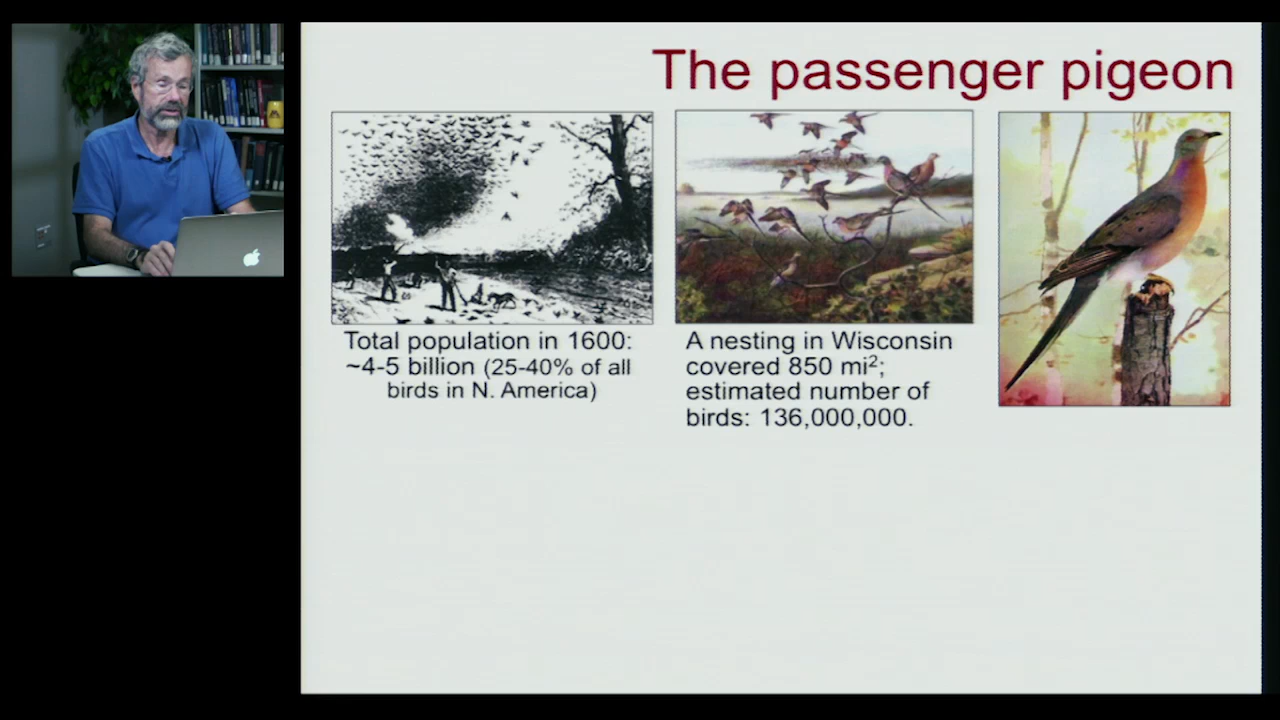 The passenger pigeon
Total population in 1600:
~4-5 billion (25-40% of all
birds in N. America)
A nesting in Wisconsin
covered 850 mi²;
estimated number of
birds: 136,000,000.